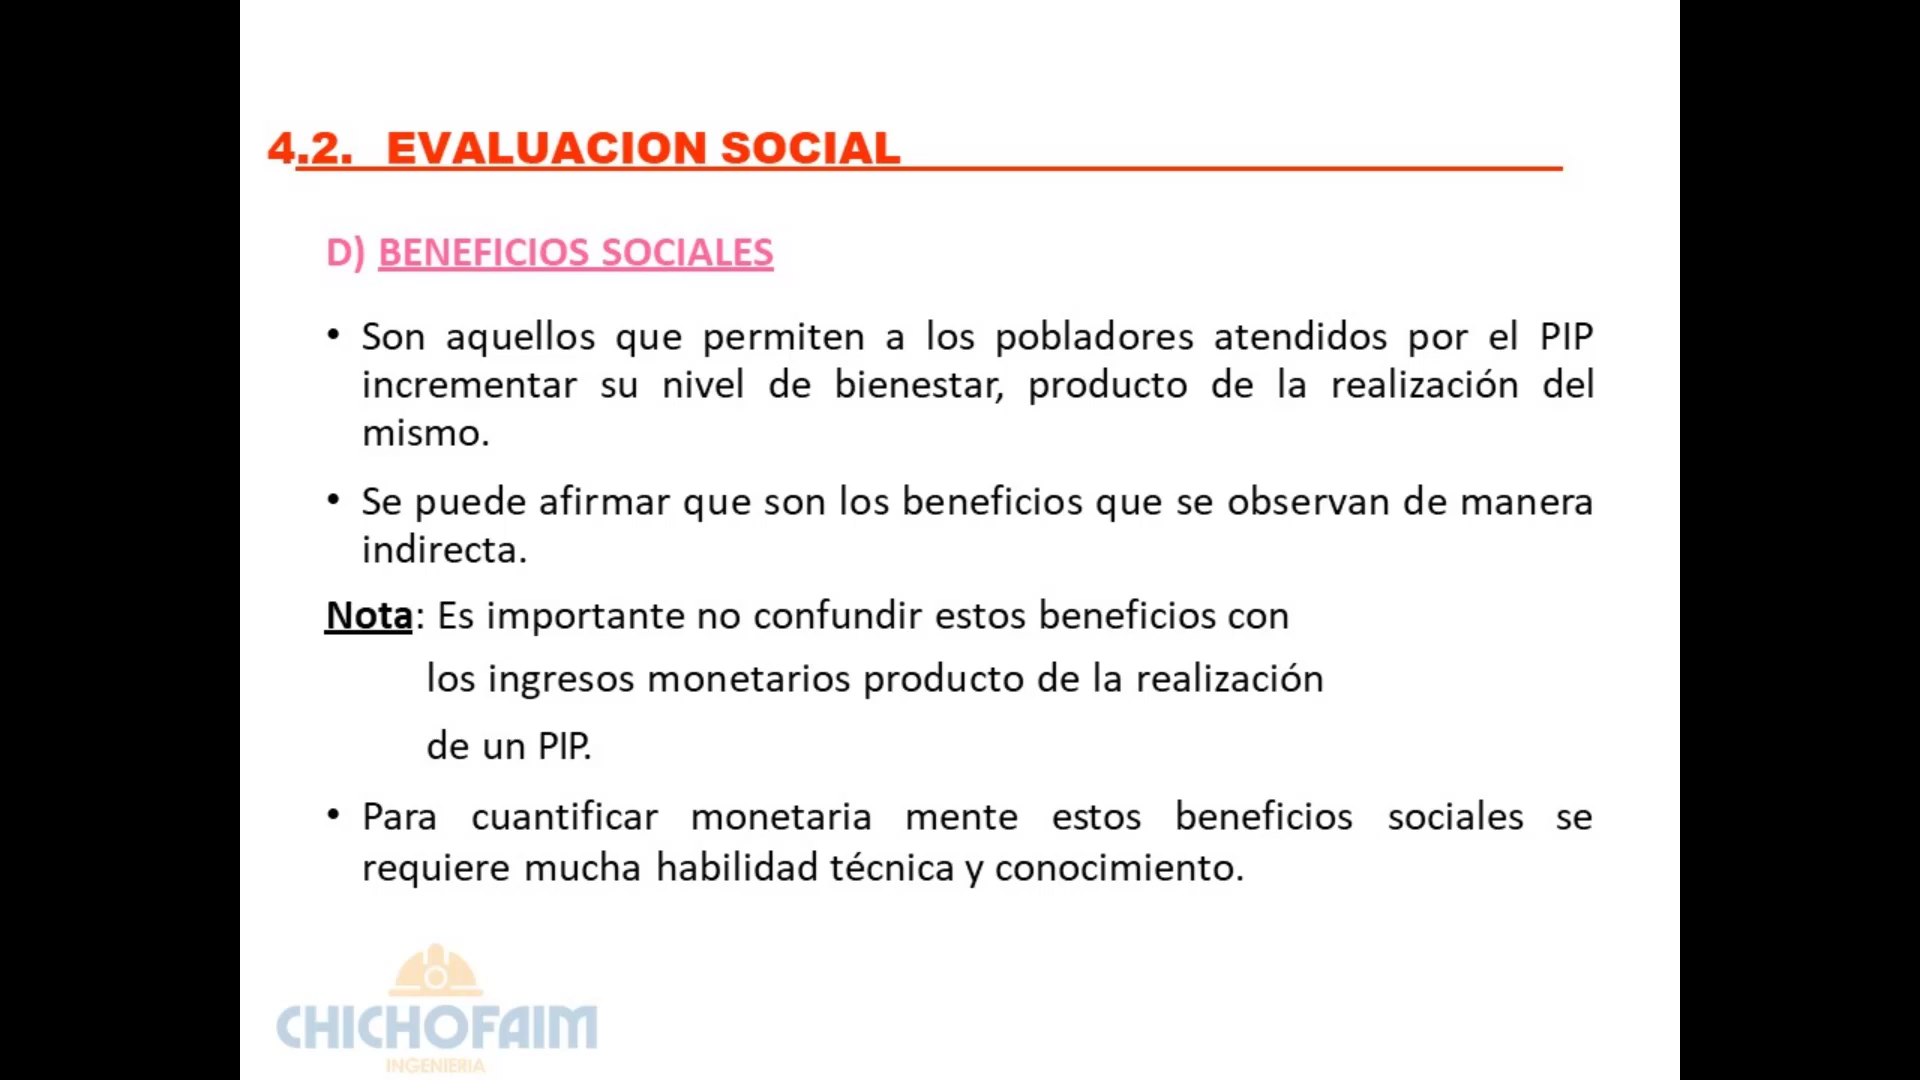 4.2. EVALUACION SOCIAL
D) BENEFICIOS SOCIALES
• Son aquellos que permiten a los pobladores atendidos por el PIP
incrementar su nivel de bienestar, producto de la realización del
mismo.
• Se puede afirmar que son los beneficios que se observan de manera
indirecta.
Nota: Es importante no confundir estos beneficios con
los ingresos monetarios producto de la realización
de un PIP.
• Para cuantificar monetaria mente estos beneficios sociales se
requiere mucha habilidad técnica y conocimiento.
CHICHOFAIM
INGENIERIA